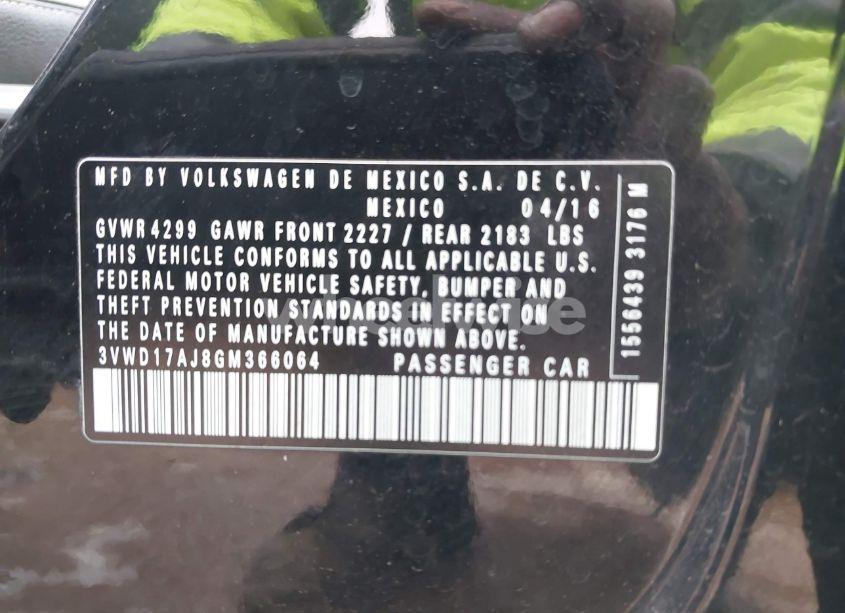 MFD BY VOLKSWAGEN DE MEXICO S.A. DE C.V.
MEXICO 04/16
GVWR 4299 GAWR FRONT 2227 / REAR 2183 LBS
THIS VEHICLE CONFORMS TO ALL APPLICABLE U.S.
FEDERAL MOTOR VEHICLE SAFETY, BUMPER AND
THEFT PREVENTION STANDARDS IN EFFECT ON
THE DATE OF MANUFACTURE SHOWN ABOVE.
3VWD17AJ8GM366064 PASSENGER CAR
1556439 3176 M